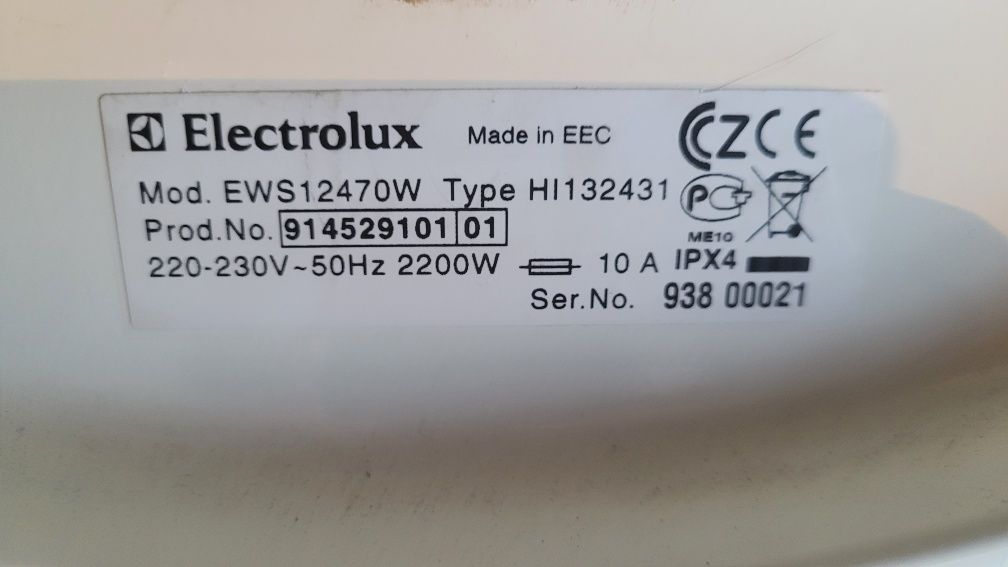 Electrolux Made in EEC
Mod. EWS12470W Type HI132431
Prod.No. 914529101 01
ME10
220-230V~50Hz 2200W 10 A IPX4
Ser.No. 938 00021